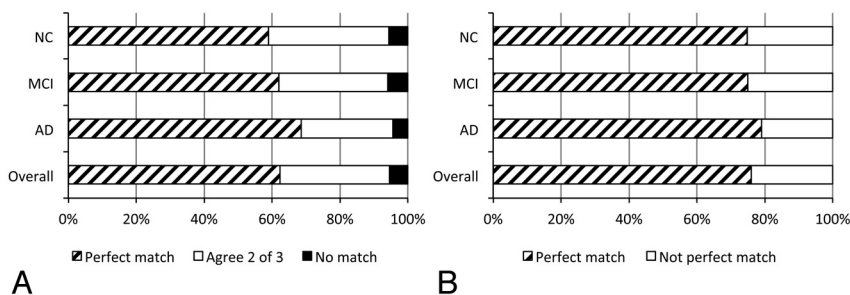 NC
MCI
AD
Overall
0% 20% 40% 60% 80% 100%
Perfect match Agree 2 of 3 No match
A
NC
MCI
AD
Overall
0% 20% 40% 60% 80% 100%
Perfect match Not perfect match
B